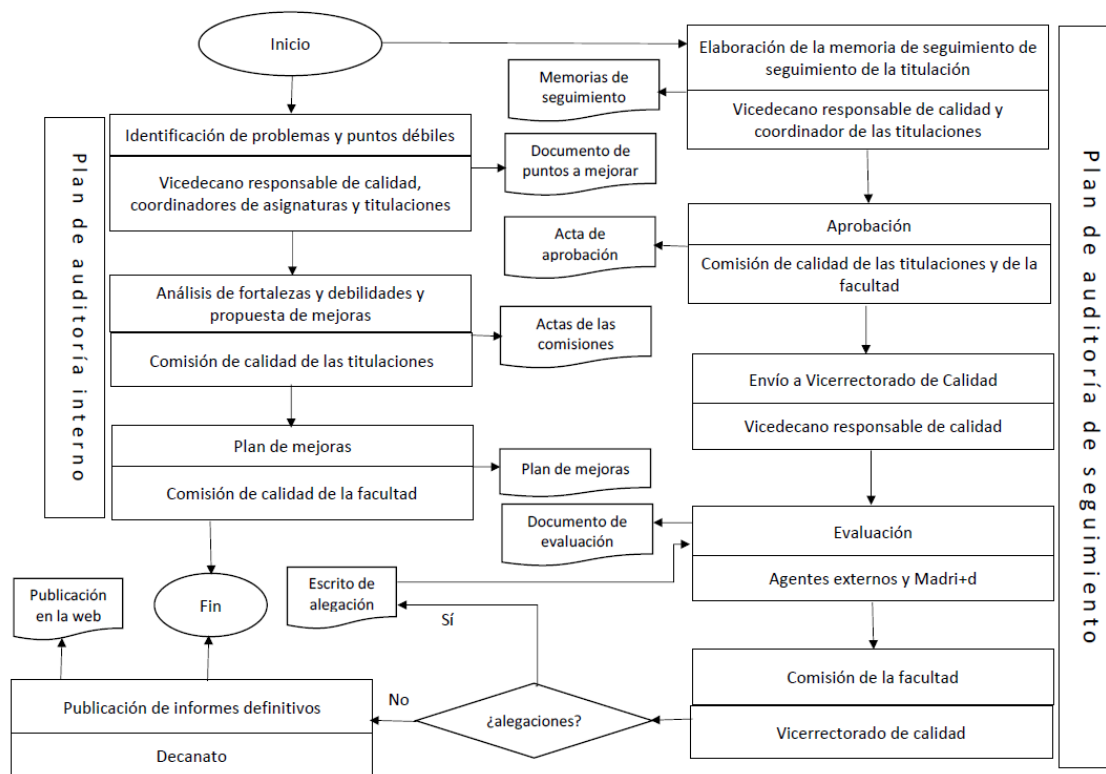 Inicio
Elaboración de la memoria de seguimiento de
seguimiento de la titulación
Vicedecano responsable de calidad y
coordinador de las titulaciones
Memorias de
seguimiento
Plan de auditoría interno
Identificación de problemas y puntos débiles
Vicedecano responsable de calidad,
coordinadores de asignaturas y titulaciones
Documento de
puntos a mejorar
Plan de auditoría de seguimiento
Acta de
aprobación
Aprobación
Comisión de calidad de las titulaciones y de la
facultad
Análisis de fortalezas y debilidades y
propuesta de mejoras
Comisión de calidad de las titulaciones
Actas de las
comisiones
Envío a Vicerrectorado de Calidad
Vicedecano responsable de calidad
Plan de mejoras
Comisión de calidad de la facultad
Plan de mejoras
Documento de
evaluación
Evaluación
Agentes externos y Madri+d
Publicación
en la web
Fin
Escrito de
alegación
Sí
Comisión de la facultad
Vicerrectorado de calidad
¿alegaciones?
No
Publicación de informes definitivos
Decanato